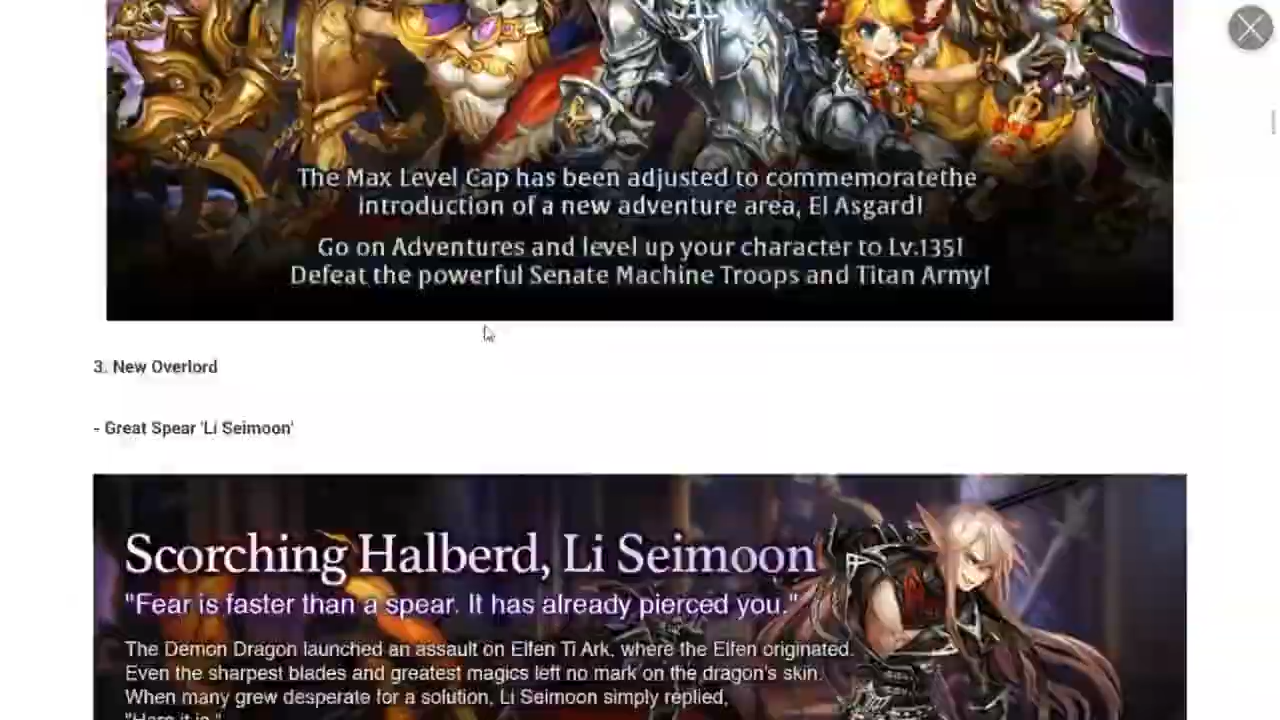 The Max Level Cap has been adjusted to commemoratethe
introduction of a new adventure area, El Asgard!
Go on Adventures and level up your character to Lv.135!
Defeat the powerful Senate Machine Troops and Titan Army!
3. New Overlord
- Great Spear 'Li Seimoon'
Scorching Halberd, Li Seimoon
"Fear is faster than a spear. It has already pierced you."
The Demon Dragon launched an assault on Elfen Ti Ark, where the Elfen originated.
Even the sharpest blades and greatest magics left no mark on the dragon's skin.
When many grew desperate for a solution, Li Seimoon simply replied,
"Here it is."